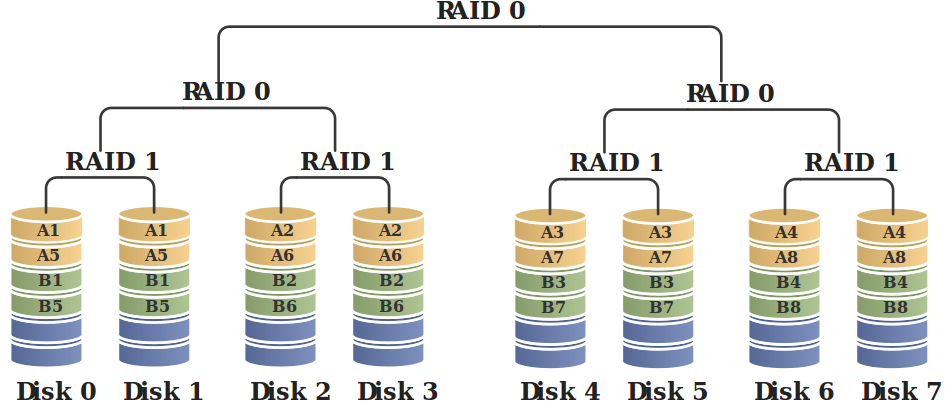 RAID 0
RAID 0 RAID 0
RAID 1 RAID 1 RAID 1 RAID 1
A1 A1 A2 A2 A3 A3 A4 A4
A5 A5 A6 A6 A7 A7 A8 A8
B1 B1 B2 B2 B3 B3 B4 B4
B5 B5 B6 B6 B7 B7 B8 B8
Disk 0 Disk 1 Disk 2 Disk 3 Disk 4 Disk 5 Disk 6 Disk 7